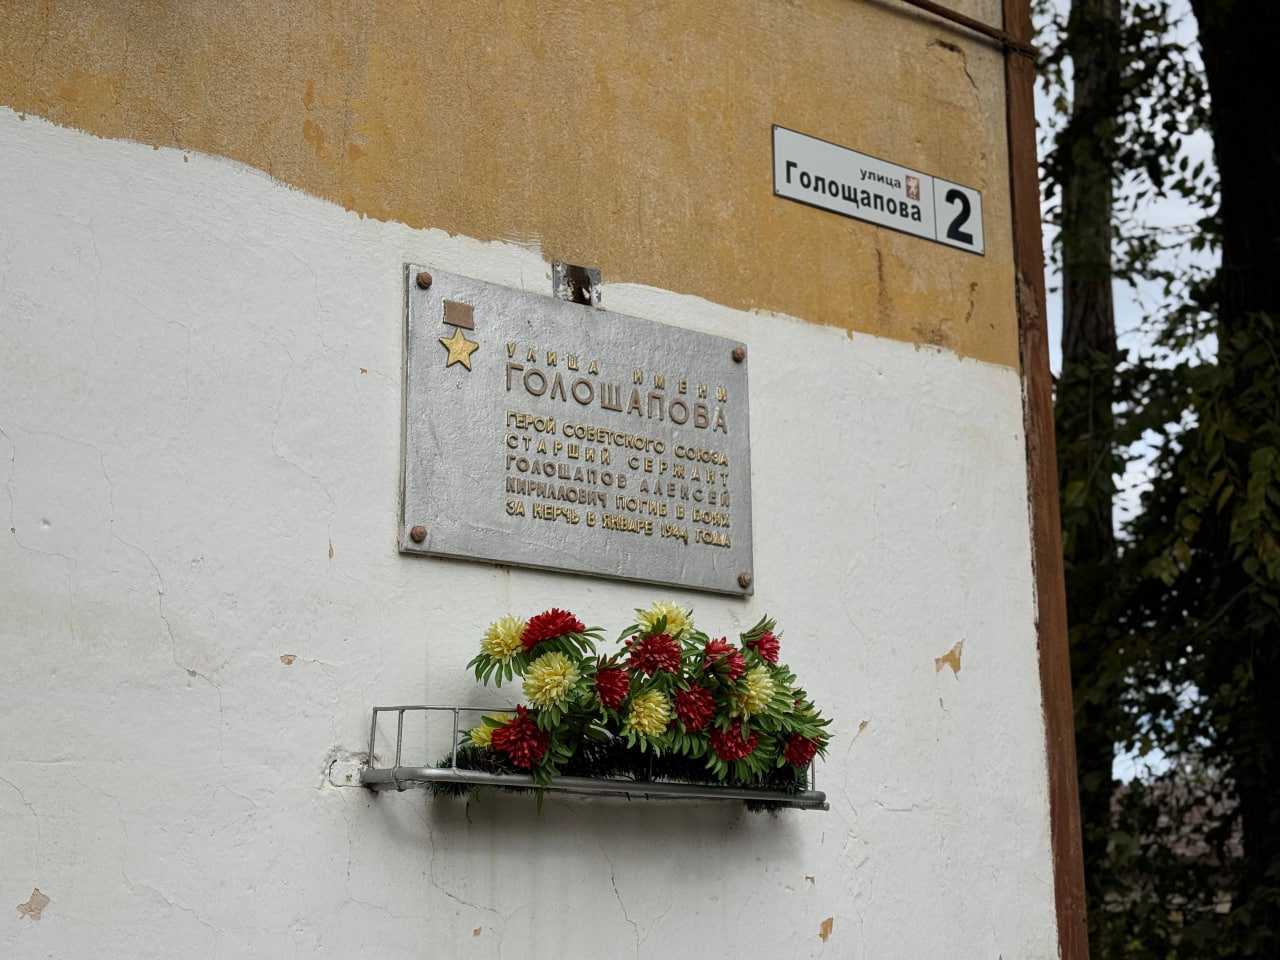 улица
Голощапова
2
УЛИЦА ИМЕНИ
ГОЛОЩАПОВА
ГЕРОЙ СОВЕТСКОГО СОЮЗА
СТАРШИЙ СЕРЖАНТ
ГОЛОЩАПОВ АЛЕКСЕЙ
КИРИЛЛОВИЧ ПОГИБ В БОЯХ
ЗА КЕРЧЬ В ЯНВАРЕ 1944 ГОДА